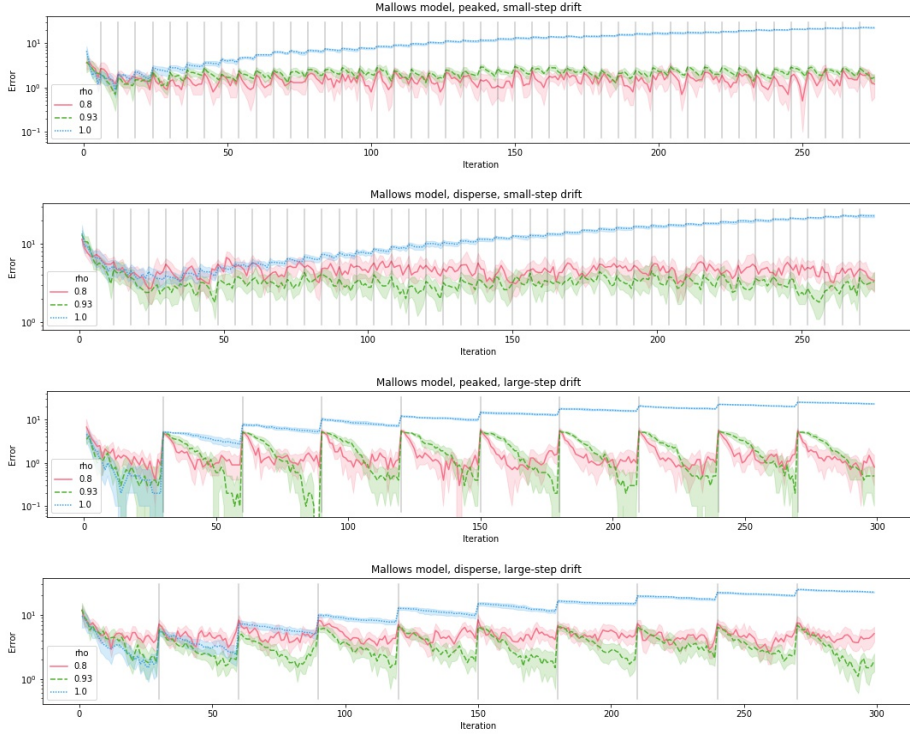 Mallows model, peaked, small-step drift
Error
10¹
10⁰
10⁻¹
rho
0.8
0.93
1.0
0 50 100 150 200 250
Iteration
Mallows model, disperse, small-step drift
Error
10¹
10⁰
rho
0.8
0.93
1.0
0 50 100 150 200 250
Iteration
Mallows model, peaked, large-step drift
Error
10¹
10⁰
10⁻¹
rho
0.8
0.93
1.0
0 50 100 150 200 250 300
Iteration
Mallows model, disperse, large-step drift
Error
10¹
10⁰
rho
0.8
0.93
1.0
0 50 100 150 200 250 300
Iteration